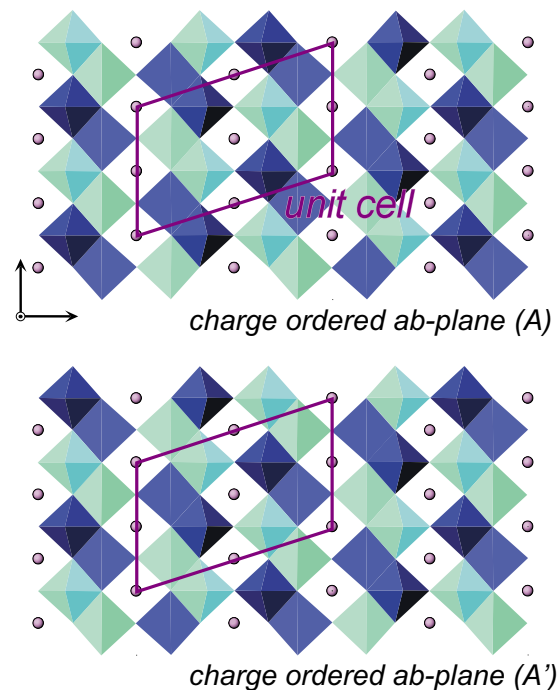 unit cell
charge ordered ab-plane (A)
charge ordered ab-plane (A')